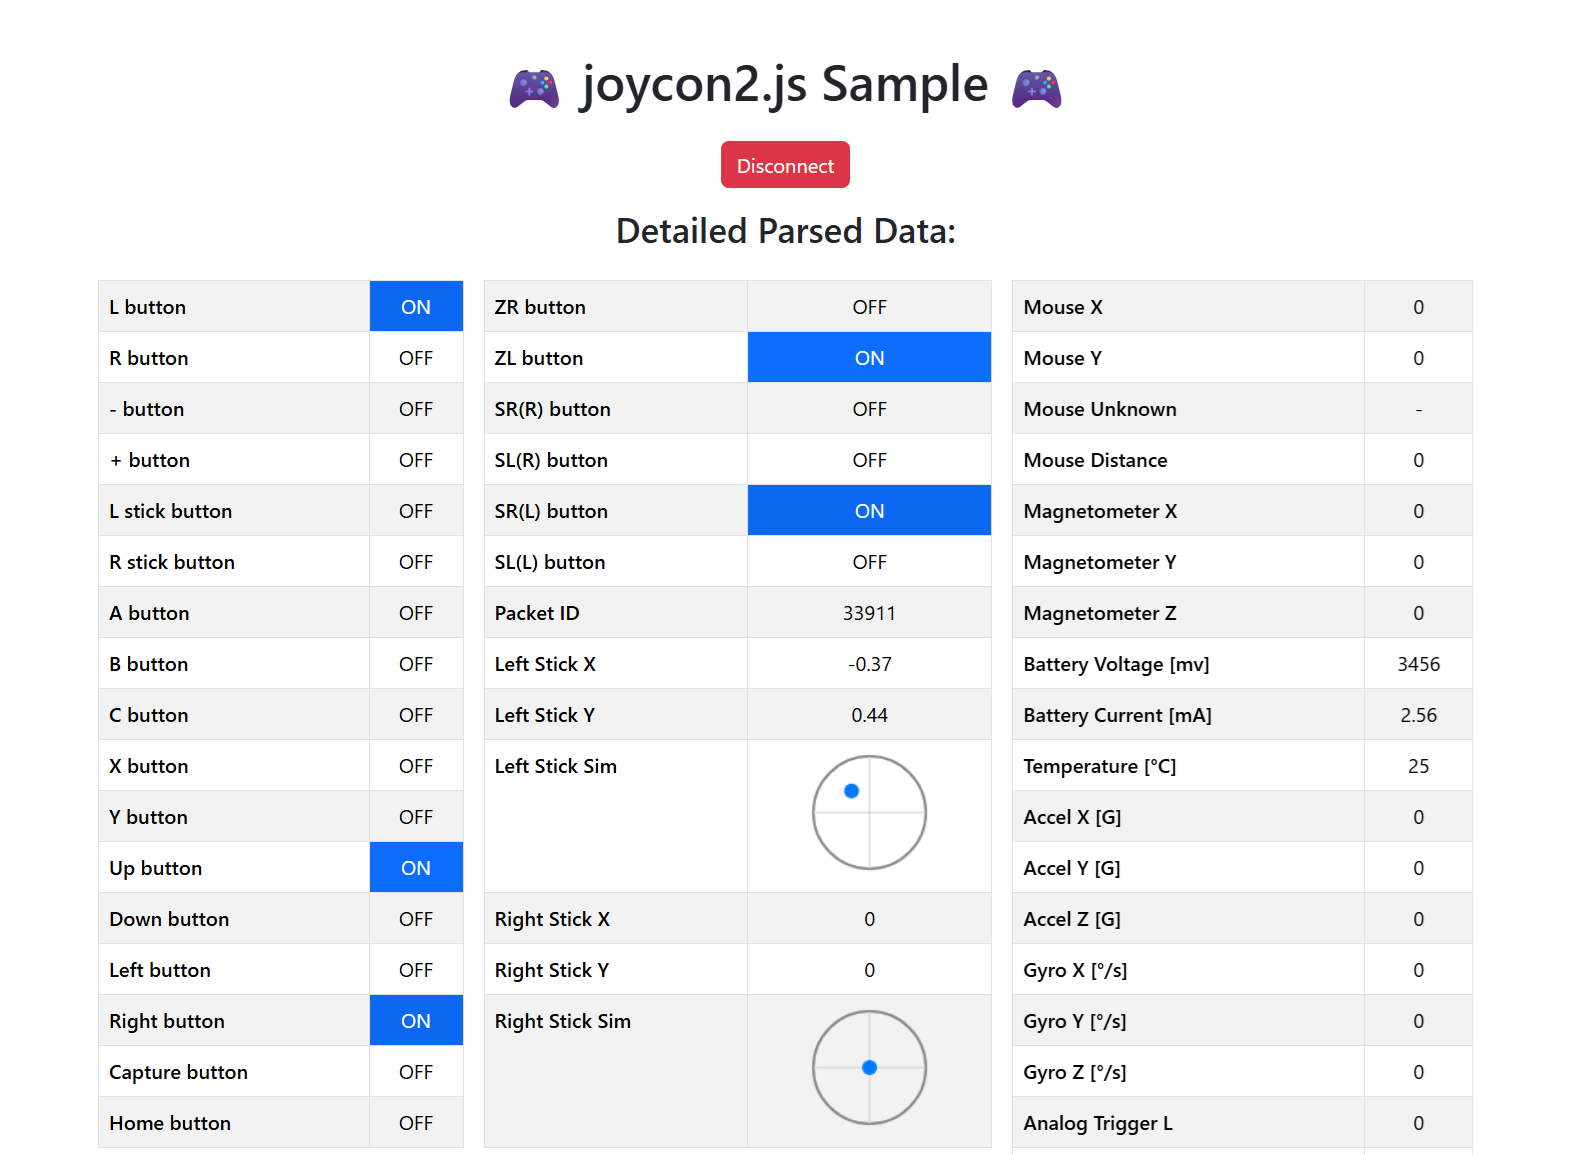 joycon2.js Sample
Disconnect
Detailed Parsed Data:
L button ON
R button OFF
- button OFF
+ button OFF
L stick button OFF
R stick button OFF
A button OFF
B button OFF
C button OFF
X button OFF
Y button OFF
Up button ON
Down button OFF
Left button OFF
Right button ON
Capture button OFF
Home button OFF
ZR button OFF
ZL button ON
SR(R) button OFF
SL(R) button OFF
SR(L) button ON
SL(L) button OFF
Packet ID 33911
Left Stick X -0.37
Left Stick Y 0.44
Left Stick Sim
Right Stick X 0
Right Stick Y 0
Right Stick Sim
Mouse X 0
Mouse Y 0
Mouse Unknown -
Mouse Distance 0
Magnetometer X 0
Magnetometer Y 0
Magnetometer Z 0
Battery Voltage [mv] 3456
Battery Current [mA] 2.56
Temperature [°C] 25
Accel X [G] 0
Accel Y [G] 0
Accel Z [G] 0
Gyro X [°/s] 0
Gyro Y [°/s] 0
Gyro Z [°/s] 0
Analog Trigger L 0